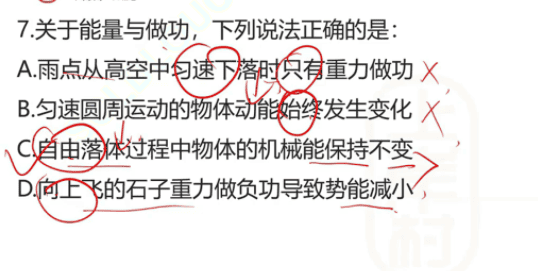 7.关于能量与做功，下列说法正确的是：
A.雨点从高空中匀速下落时只有重力做功
B.匀速圆周运动的物体动能始终发生变化
C.自由落体过程中物体的机械能保持不变
D.向上飞的石子重力做负功导致势能减小